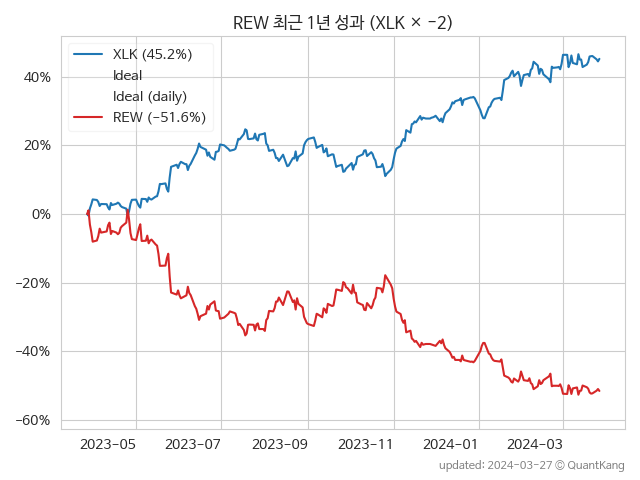 REW 최근 1년 성과 (XLK × −2)
XLK (45.2%)
Ideal
Ideal (daily)
REW (−51.6%)
40%
20%
0%
−20%
−40%
−60%
2023-05 2023-07 2023-09 2023-11 2024-01 2024-03
updated: 2024-03-27 © QuantKang